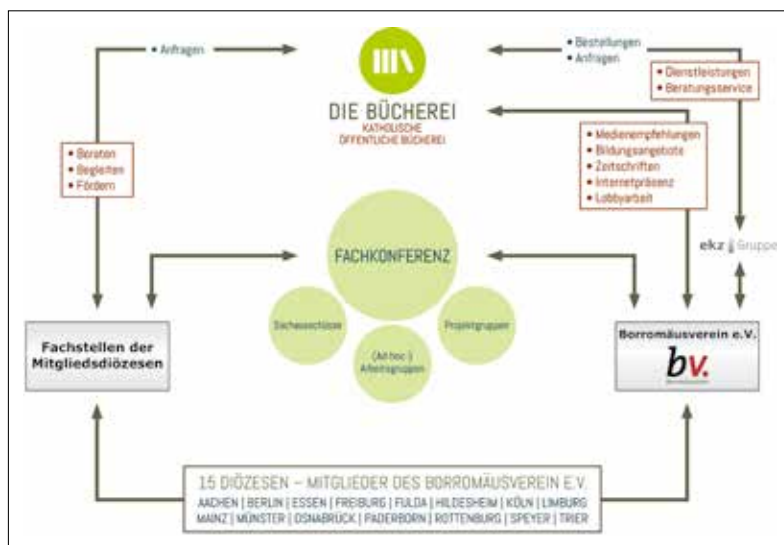 • Anfragen
• Bestellungen
• Anfragen
• Dienstleistungen
• Beratungsservice
DIE BÜCHEREI
KATHOLISCHE
ÖFFENTLICHE BÜCHEREI
• Medienempfehlungen
• Bildungsangebote
• Zeitschriften
• Internetpräsenz
• Lobbyarbeit
• Beraten
• Begleiten
• Fördern
ekz Gruppe
FACHKONFERENZ
Sachausschüsse
Projektgruppen
(Ad hoc-)
Arbeitsgruppen
Fachstellen der
Mitgliedsdiözesen
Borromäusverein e.V.
bv.
15 DIÖZESEN – MITGLIEDER DES BORROMÄUSVEREIN E.V.
AACHEN | BERLIN | ESSEN | FREIBURG | FULDA | HILDESHEIM | KÖLN | LIMBURG
MAINZ | MÜNSTER | OSNABRÜCK | PADERBORN | ROTTENBURG | SPEYER | TRIER